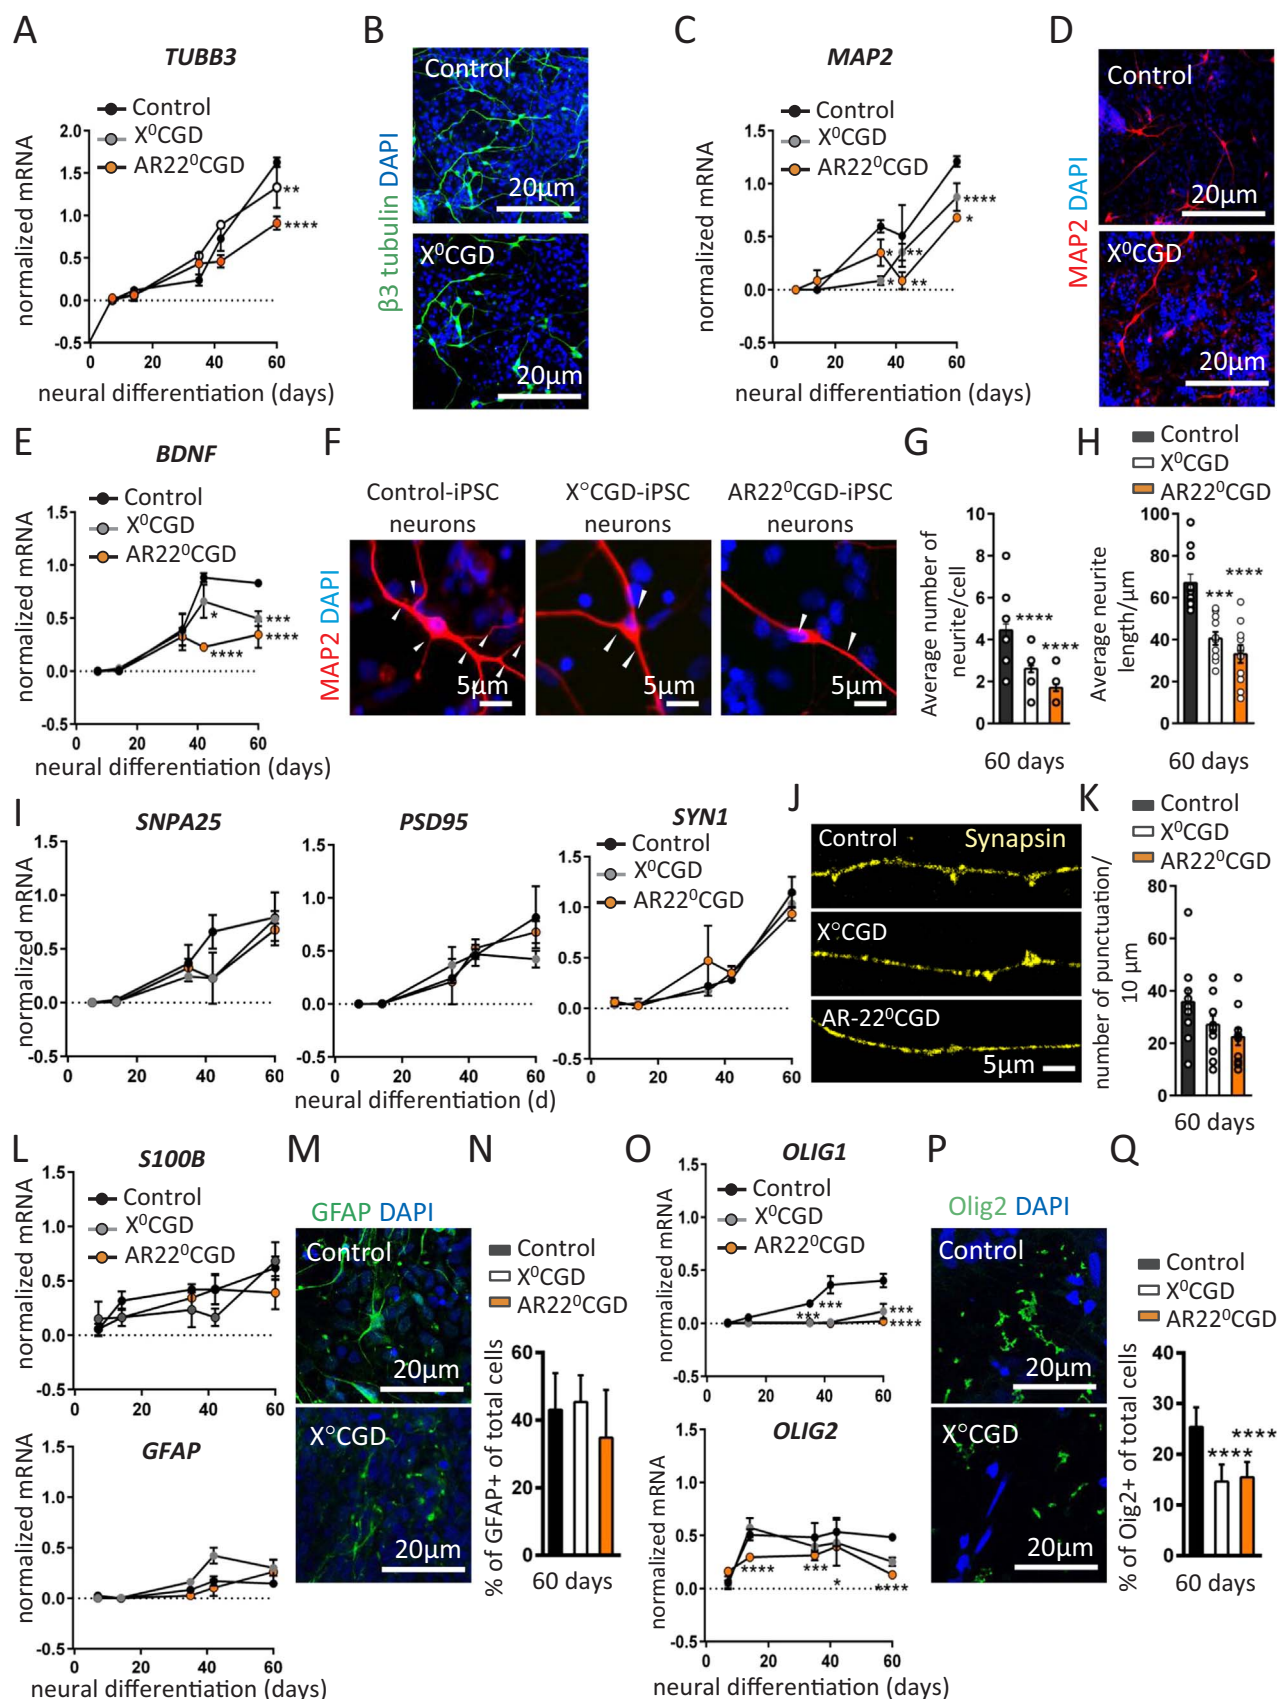 A
TUBB3
Control
X⁰CGD
AR22⁰CGD
normalized mRNA
2.0
1.5
1.0
0.5
0.0
-0.5
**
****
0 20 40 60
neural differentiation (days)
B
β3 tubulin DAPI
Control
20μm
X⁰CGD
20μm
C
MAP2
Control
X⁰CGD
AR22⁰CGD
normalized mRNA
1.5
1.0
0.5
0.0
-0.5
****
*
*
**
*
**
0 20 40 60
neural differentiation (days)
D
MAP2 DAPI
Control
20μm
X⁰CGD
20μm
E
BDNF
Control
X⁰CGD
AR22⁰CGD
normalized mRNA
1.5
1.0
0.5
0.0
-0.5
*
***
****
****
0 20 40 60
neural differentiation (days)
F
MAP2 DAPI
Control-iPSC
neurons
X°CGD-iPSC
neurons
AR22⁰CGD-iPSC
neurons
5μm
5μm
5μm
G
Average number of
neurite/cell
10
8
6
4
2
0
****
****
60 days
H
Control
X⁰CGD
AR22⁰CGD
Average neurite
length/μm
100
80
60
40
20
0
***
****
60 days
I
SNPA25
normalized mRNA
1.5
1.0
0.5
0.0
-0.5
0 20 40 60
PSD95
1.5
1.0
0.5
0.0
-0.5
0 20 40 60
SYN1
Control
X⁰CGD
AR22⁰CGD
1.5
1.0
0.5
0.0
-0.5
0 20 40 60
neural differentiation (d)
J
Control Synapsin
X°CGD
AR-22⁰CGD
5μm
K
Control
X⁰CGD
AR22⁰CGD
number of punctuation/
10 μm
80
60
40
20
0
60 days
L
S100B
Control
X⁰CGD
AR22⁰CGD
normalized mRNA
1.5
1.0
0.5
0.0
-0.5
0 20 40 60
GFAP
normalized mRNA
1.5
1.0
0.5
0.0
-0.5
0 20 40 60
neural differentiation (days)
M
GFAP DAPI
Control
20μm
X°CGD
20μm
N
Control
X⁰CGD
AR22⁰CGD
% of GFAP+ of total cells
60
40
20
0
60 days
O
OLIG1
Control
X⁰CGD
AR22⁰CGD
normalized mRNA
1.5
1.0
0.5
0.0
-0.5
***
***
***
****
0 20 40 60
OLIG2
normalized mRNA
1.5
1.0
0.5
0.0
-0.5
****
***
*
****
0 20 40 60
neural differentiation (days)
P
Olig2 DAPI
Control
20μm
X°CGD
20μm
Q
Control
X⁰CGD
AR22⁰CGD
% of Oig2+ of total cells
40
30
20
10
0
****
****
60 days